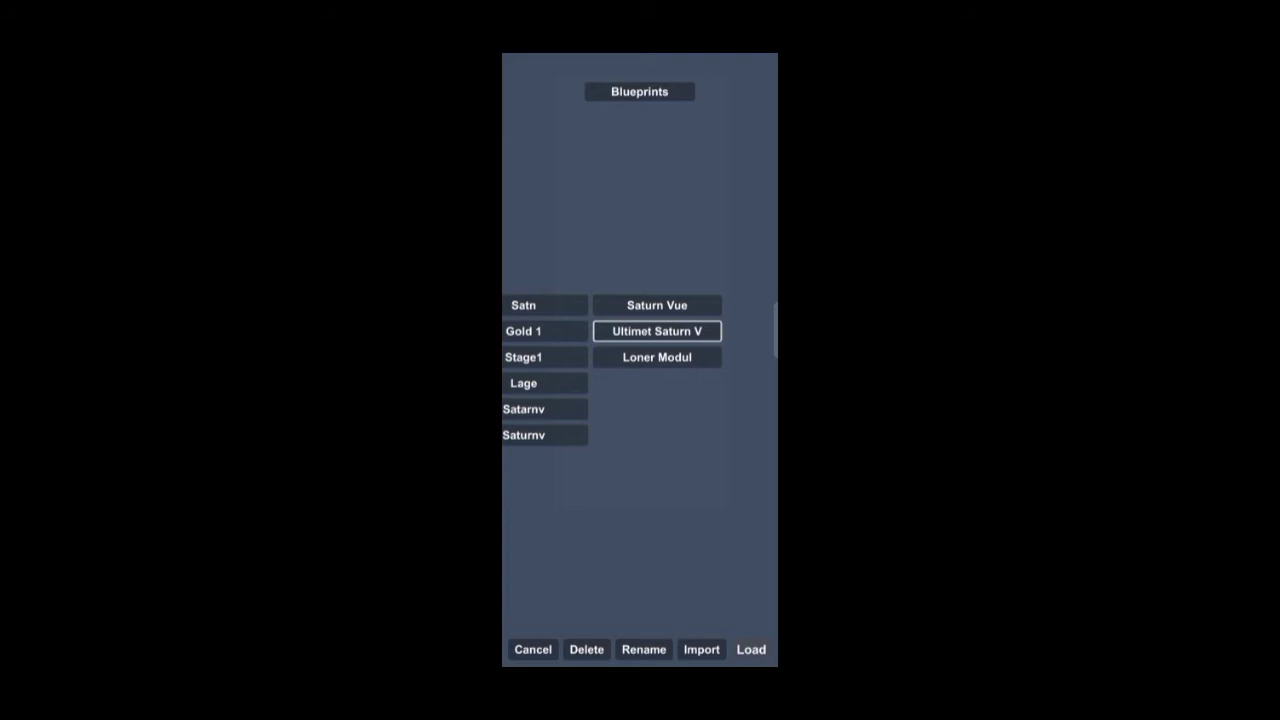 Blueprints
Satn
Saturn Vue
Gold 1
Ultimet Saturn V
Stage1
Loner Modul
Lage
Satarnv
Saturnv
Cancel Delete Rename Import Load